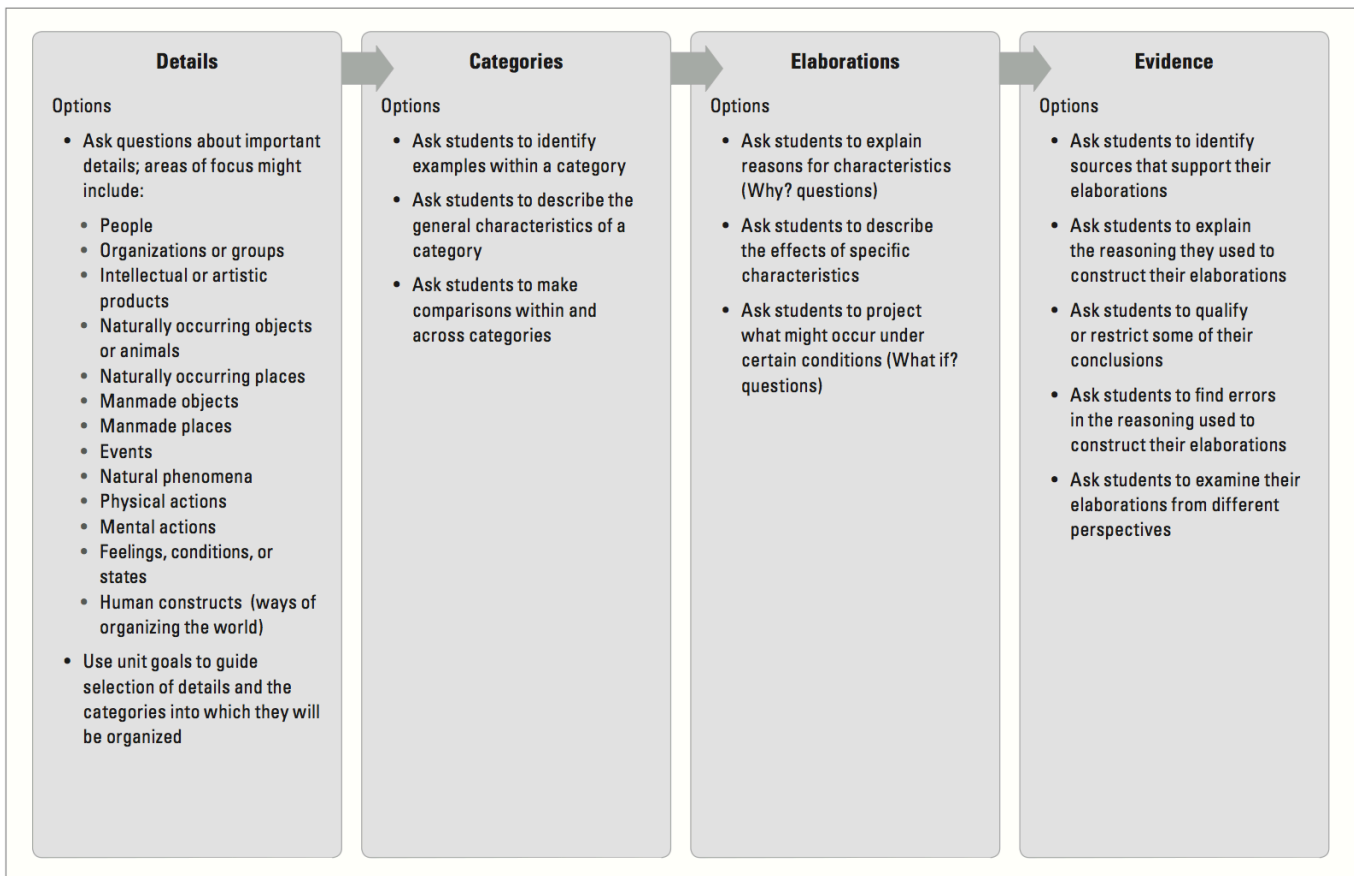 Details
Options
• Ask questions about important
details; areas of focus might
include:
• People
• Organizations or groups
• Intellectual or artistic
products
• Naturally occurring objects
or animals
• Naturally occurring places
• Manmade objects
• Manmade places
• Events
• Natural phenomena
• Physical actions
• Mental actions
• Feelings, conditions, or
states
• Human constructs (ways of
organizing the world)
• Use unit goals to guide
selection of details and the
categories into which they will
be organized
Categories
Options
• Ask students to identify
examples within a category
• Ask students to describe the
general characteristics of a
category
• Ask students to make
comparisons within and
across categories
Elaborations
Options
• Ask students to explain
reasons for characteristics
(Why? questions)
• Ask students to describe
the effects of specific
characteristics
• Ask students to project
what might occur under
certain conditions (What if?
questions)
Evidence
Options
• Ask students to identify
sources that support their
elaborations
• Ask students to explain
the reasoning they used to
construct their elaborations
• Ask students to qualify
or restrict some of their
conclusions
• Ask students to find errors
in the reasoning used to
construct their elaborations
• Ask students to examine their
elaborations from different
perspectives